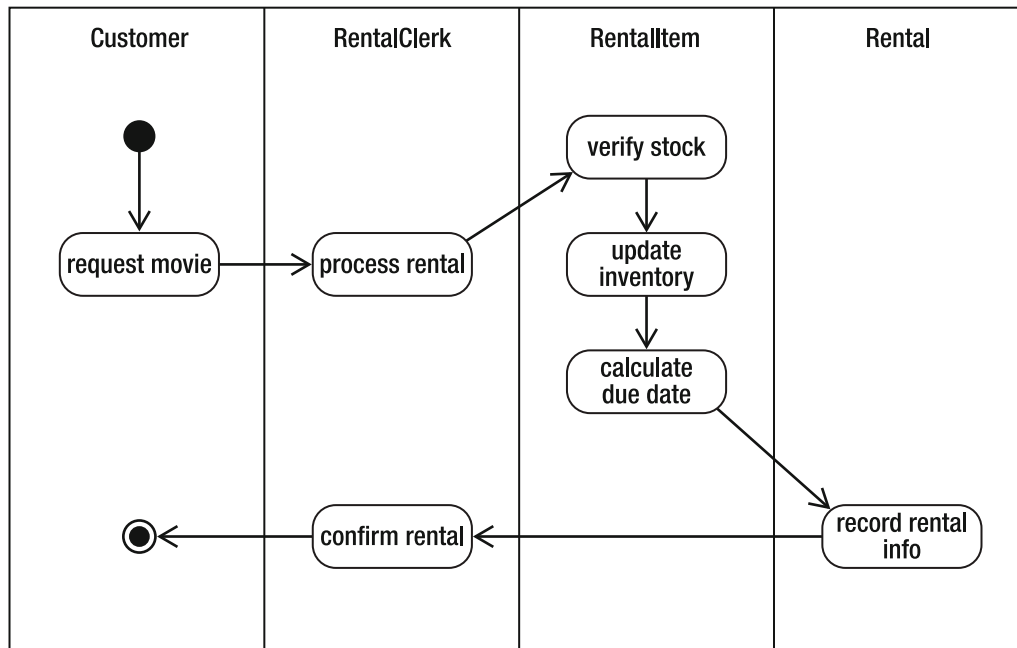 Customer
RentalClerk
RentalItem
Rental
verify stock
request movie
process rental
update
inventory
calculate
due date
confirm rental
record rental
info